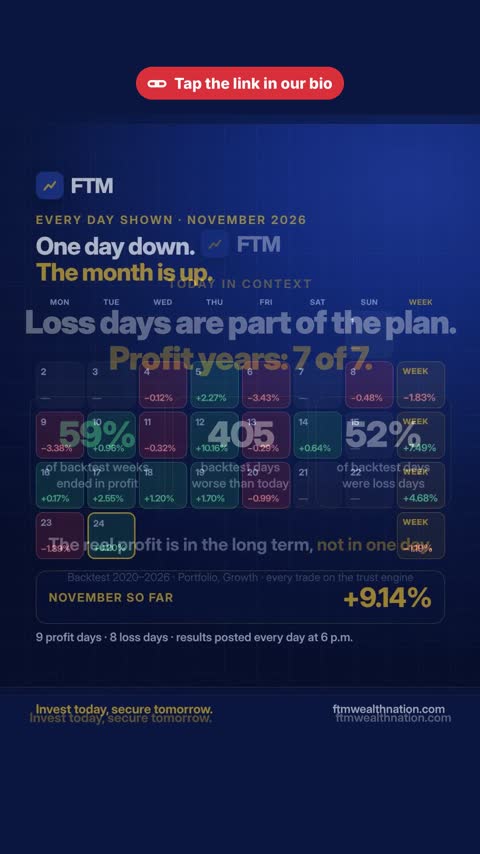 Tap the link in our bio
FTM
EVERY DAY SHOWN · NOVEMBER 2026
One day down.
FTM
The month is up.
TODAY IN CONTEXT
MON TUE WED THU FRI SAT SUN WEEK
Loss days are part of the plan.
Profit years: 7 of 7.
2 3 4 5 6 7 8 WEEK
— — −0.12% +2.27% −3.43% — −0.48% −1.83%
9 10 11 12 13 14 15 WEEK
−3.38% +0.98% −0.32% +10.16% −0.29% +0.64% — +7.49%
59% 405 52%
of backtest weeks
ended in profit
backtest days
worse than today
of backtest days
were loss days
16 17 18 19 20 21 22 WEEK
+0.17% +2.55% +1.20% +1.70% −0.99% — — +4.68%
23 24 WEEK
The real profit is in the long term, not in one day.
Backtest 2020–2026 · Portfolio, Growth · every trade on the trust engine
NOVEMBER SO FAR +9.14%
9 profit days · 8 loss days · results posted every day at 6 p.m.
Invest today, secure tomorrow. ftmwealthnation.com
Invest today, secure tomorrow. ftmwealthnation.com